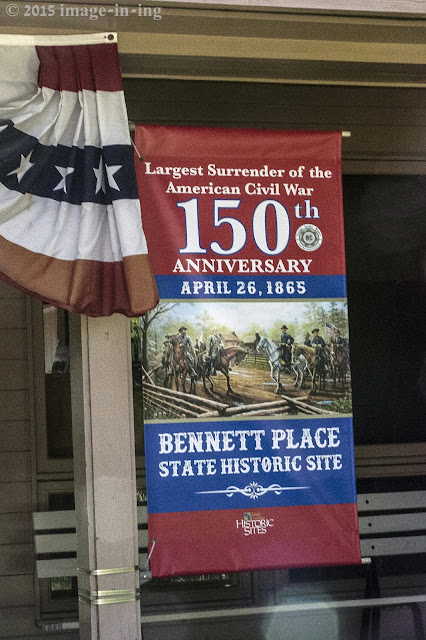 © 2015 image-in-ing
Largest Surrender of the
American Civil War
150th
NC
ANNIVERSARY
APRIL 26, 1865
BENNETT PLACE
STATE HISTORIC SITE
HISTORIC
SITES